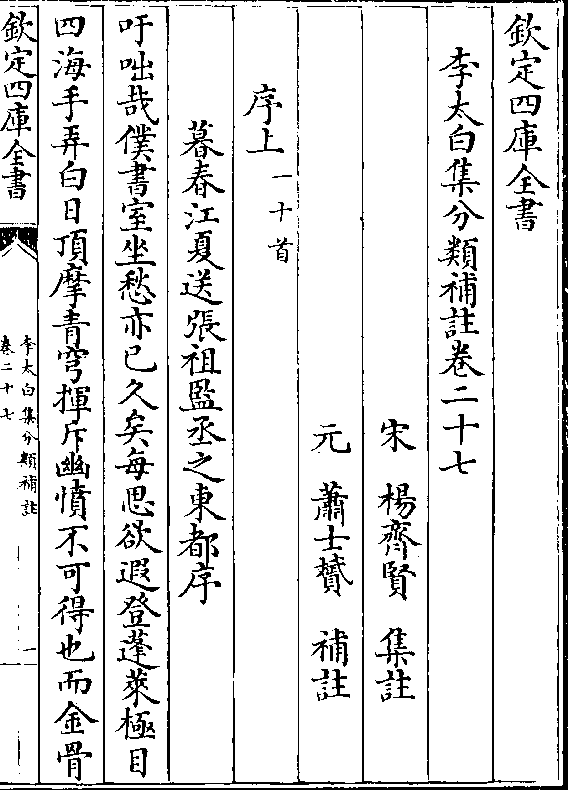 欽定四庫全書
李太白集分類補註卷二十七
宋　楊齊賢　集註
元　蕭士贇　補註
序上一十首
暮春江夏送張祖監丞之東都序
吁咄哉僕書室坐愁亦已久矣每思欲遐登蓬萊極目
四海手弄白日頂摩青穹揮斥幽憤不可得也而金骨
欽定四庫全書
李太白集分類補註
卷二十七
一